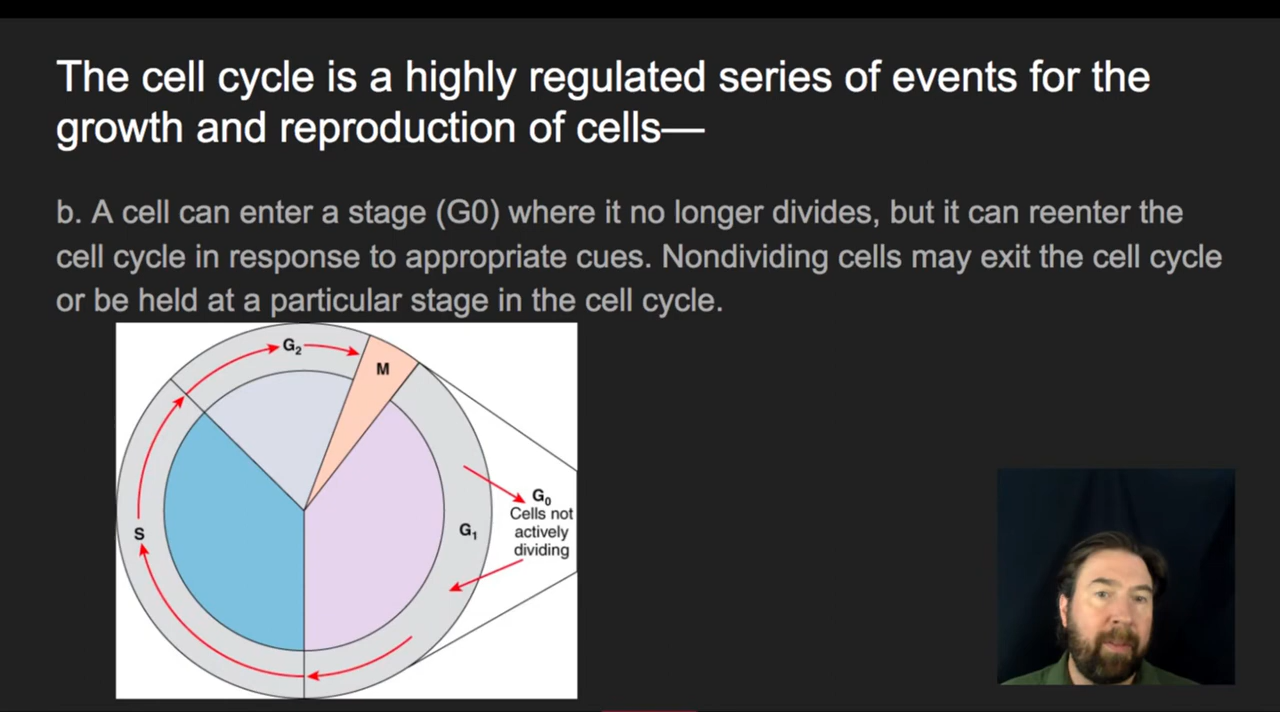 The cell cycle is a highly regulated series of events for the
growth and reproduction of cells—
b. A cell can enter a stage (G0) where it no longer divides, but it can reenter the
cell cycle in response to appropriate cues. Nondividing cells may exit the cell cycle
or be held at a particular stage in the cell cycle.
G₂
M
G₀
Cells not
actively
dividing
G₁
S